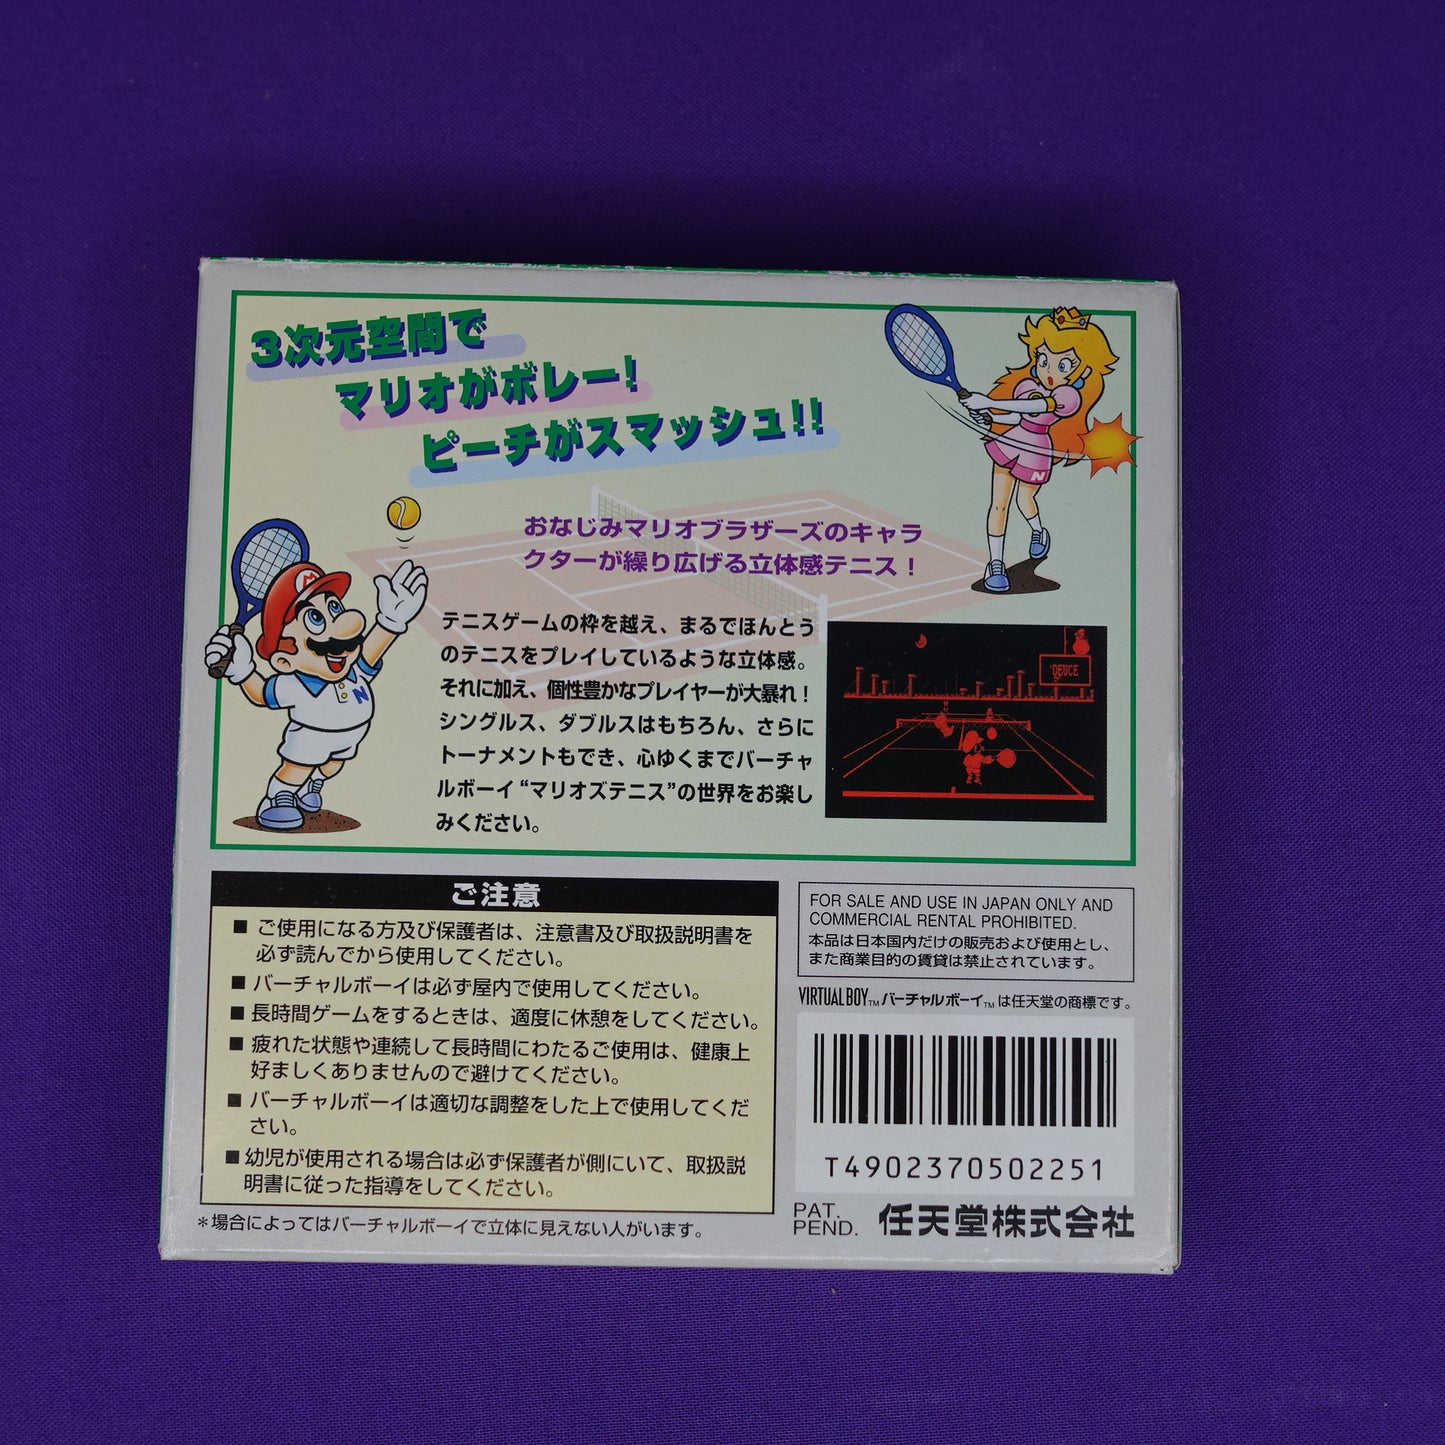 3次元空間で
マリオがボレー!
ピーチがスマッシュ!!
おなじみマリオブラザーズのキャラ
クターが繰り広げる立体感テニス!
テニスゲームの枠を越え、まるでほんとう
のテニスをプレイしているような立体感。
それに加え、個性豊かなプレイヤーが大暴れ!
シングルス、ダブルスはもちろん、さらに
トーナメントもでき、心ゆくまでバーチャ
ルボーイ“マリオズテニス”の世界をお楽し
みください。
M
N
N
DEUCE
ご注意
■ ご使用になる方及び保護者は、注意書及び取扱説明書を
必ず読んでから使用してください。
■ バーチャルボーイは必ず屋内で使用してください。
■ 長時間ゲームをするときは、適度に休憩をしてください。
■ 疲れた状態や連続して長時間にわたるご使用は、健康上
好ましくありませんので避けてください。
■ バーチャルボーイは適切な調整をした上で使用してくだ
さい。
■ 幼児が使用される場合は必ず保護者が側にいて、取扱説
明書に従った指導をしてください。
*場合によってはバーチャルボーイで立体に見えない人がいます。
FOR SALE AND USE IN JAPAN ONLY AND
COMMERCIAL RENTAL PROHIBITED.
本品は日本国内だけの販売および使用とし、
また商業目的の賃貸は禁止されています。
VIRTUAL BOY™ バーチャルボーイ™は任天堂の商標です。
T4902370502251
PAT.
PEND.
任天堂株式会社